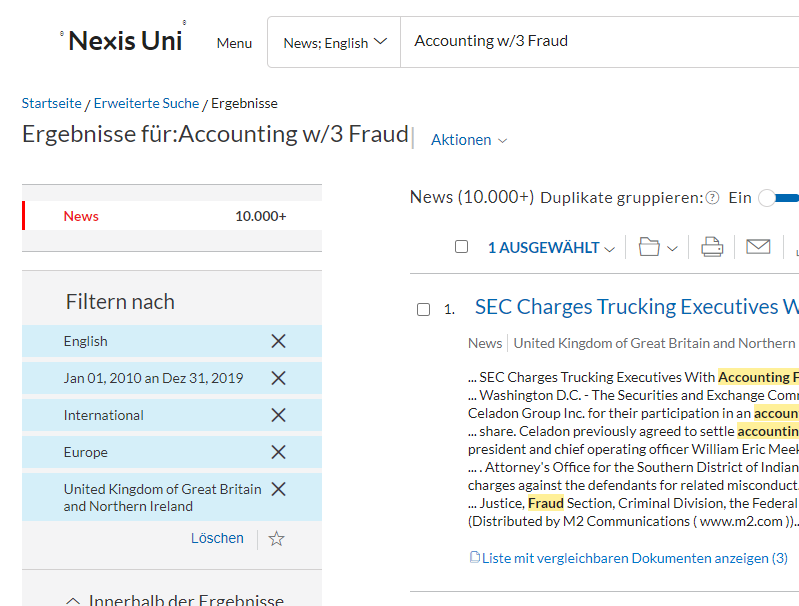 Nexis Uni
Menu
News; English
Accounting w/3 Fraud
Startseite / Erweiterte Suche / Ergebnisse
Ergebnisse für:Accounting w/3 Fraud
Aktionen
News 10.000+
Filtern nach
English
Jan 01, 2010 an Dez 31, 2019
International
Europe
United Kingdom of Great Britain
and Northern Ireland
Löschen
Innerhalb der Ergebnisse
News (10.000+) Duplikate gruppieren: ? Ein
1 AUSGEWÄHLT
1. SEC Charges Trucking Executives W
News United Kingdom of Great Britain and Northern
... SEC Charges Trucking Executives With Accounting F
... Washington D.C. - The Securities and Exchange Com
Celadon Group Inc. for their participation in an accoun
... share. Celadon previously agreed to settle accountin
president and chief operating officer William Eric Meek
... . Attorney's Office for the Southern District of Indian
charges against the defendants for related misconduct.
... Justice, Fraud Section, Criminal Division, the Federal
(Distributed by M2 Communications ( www.m2.com ))...
Liste mit vergleichbaren Dokumenten anzeigen (3)